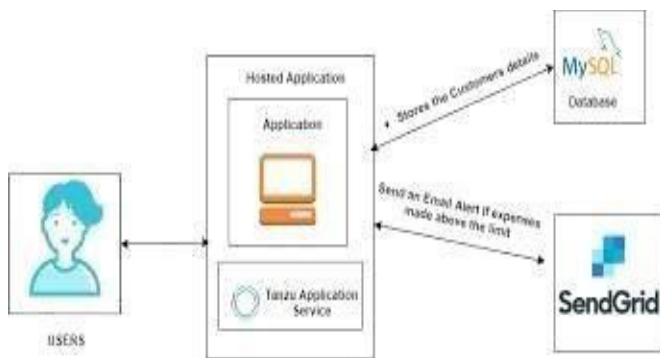 Hosted Application
Application
Tanzu Application
Service
USERS
Stores the Customers details
MySQL
Database
Send an Email Alert if expenses
made above the limit
SendGrid